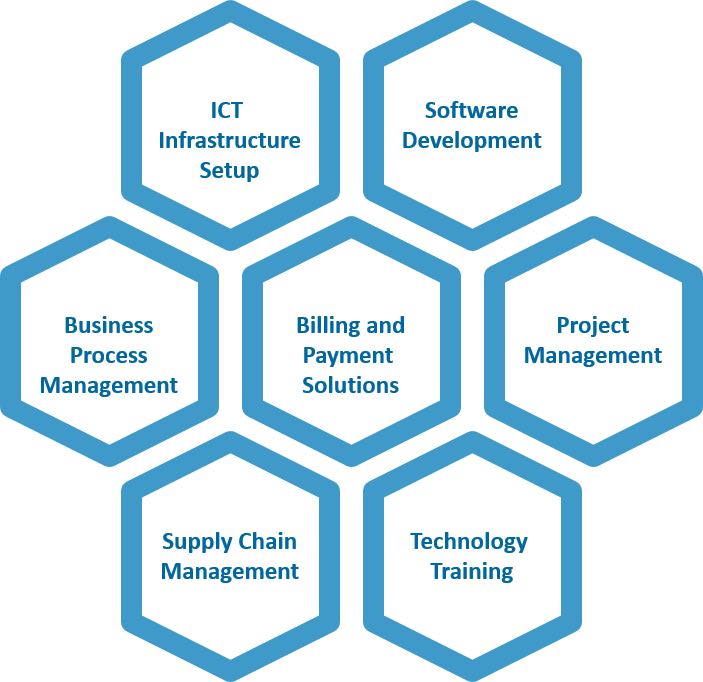 ICT
Infrastructure
Setup
Software
Development
Business
Process
Management
Billing and
Payment
Solutions
Project
Management
Supply Chain
Management
Technology
Training